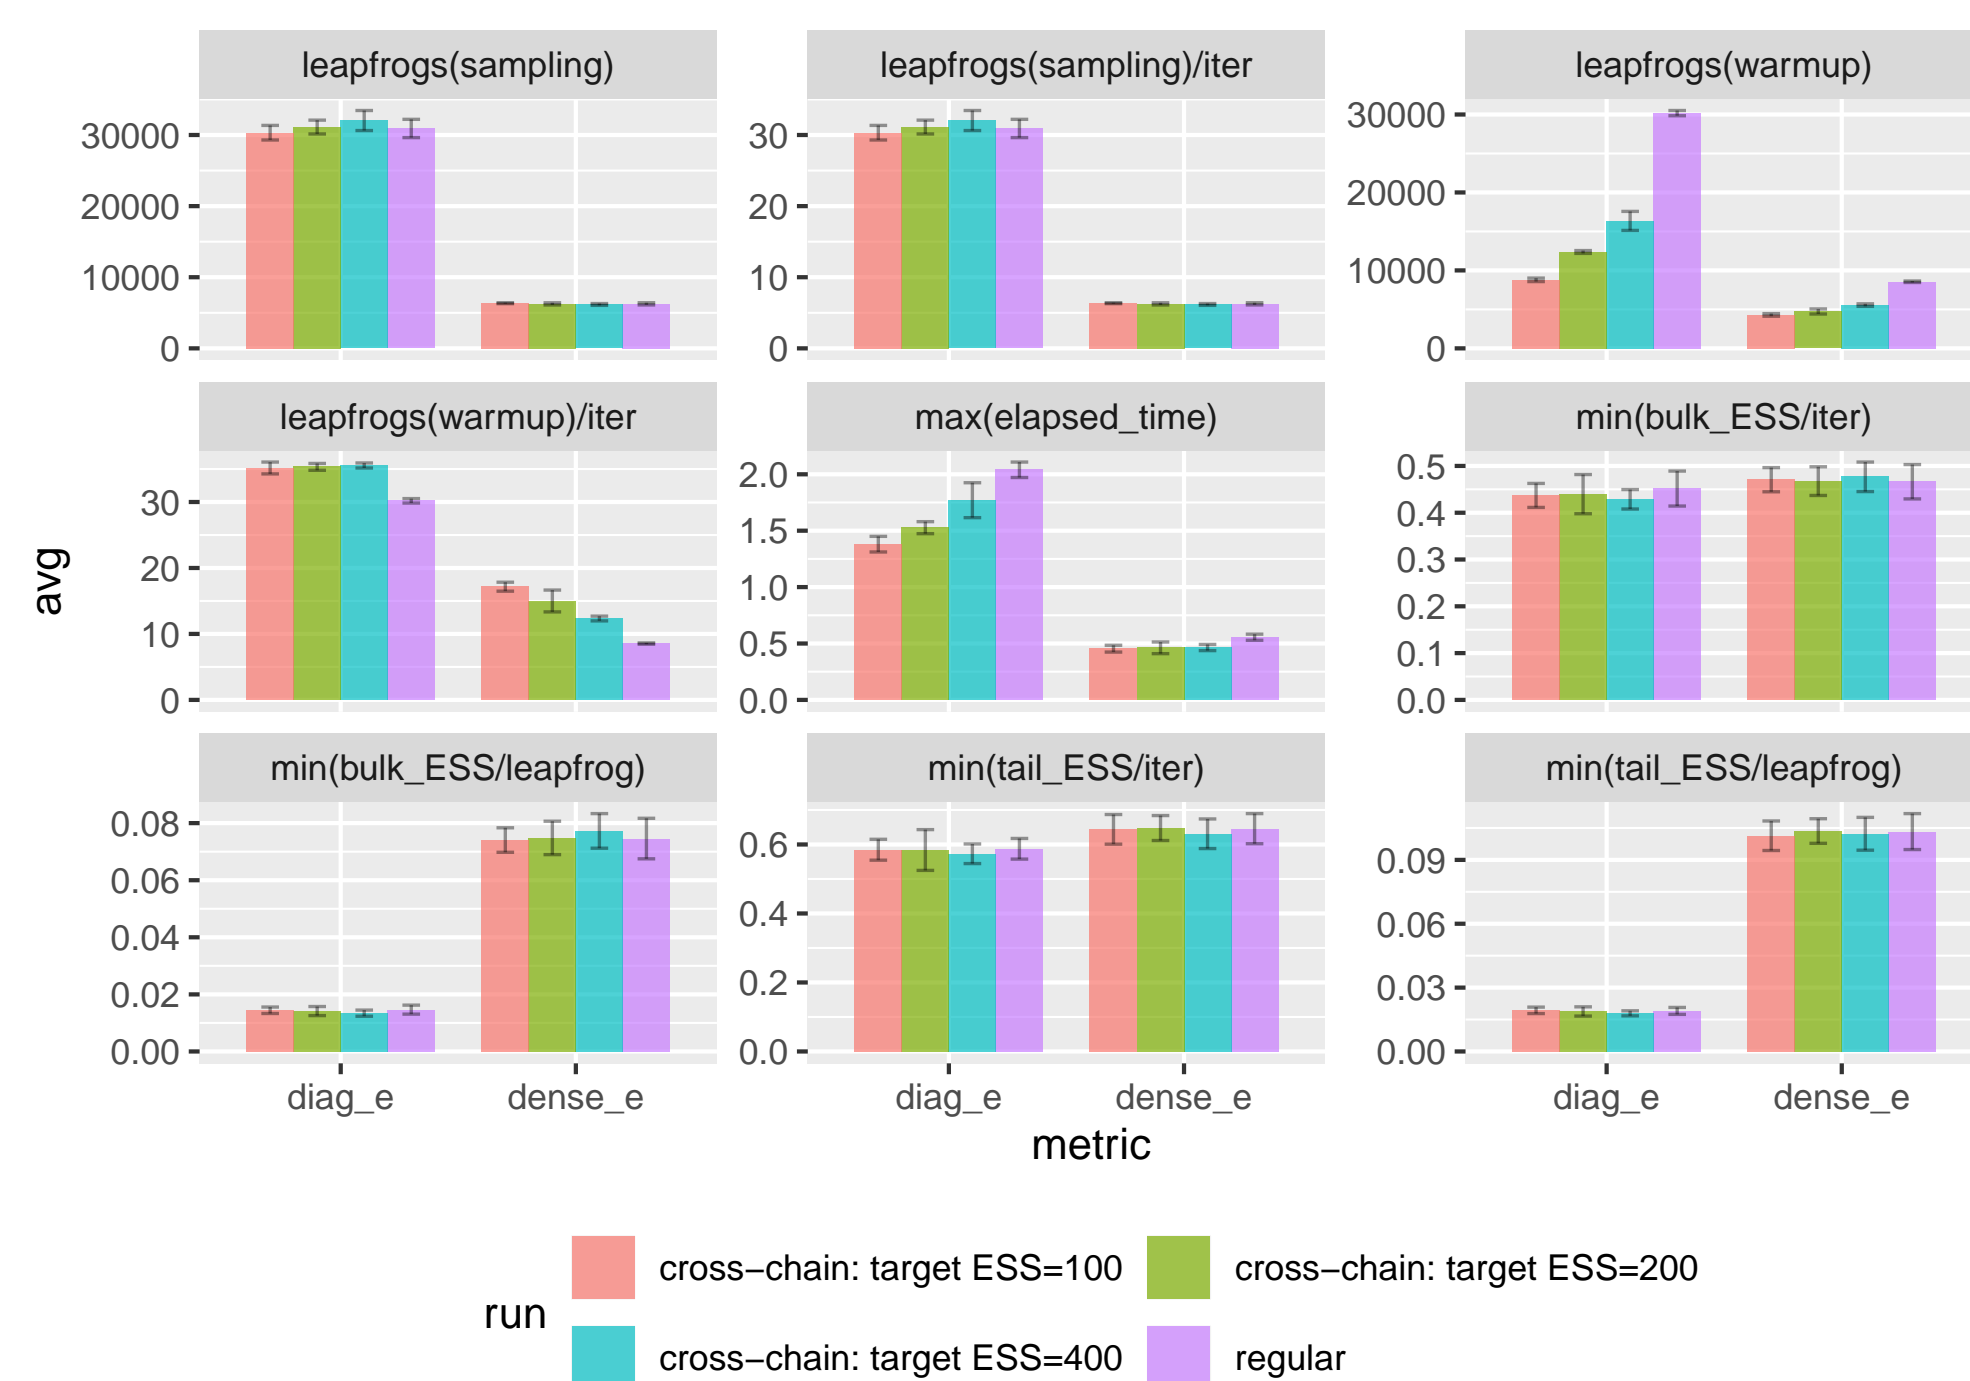 leapfrogs(sampling)
leapfrogs(sampling)/iter
leapfrogs(warmup)
30000
20000
10000
0
30
20
10
0
30000
20000
10000
0
leapfrogs(warmup)/iter
max(elapsed_time)
min(bulk_ESS/iter)
30
20
10
0
2.0
1.5
1.0
0.5
0.0
0.5
0.4
0.3
0.2
0.1
0.0
avg
min(bulk_ESS/leapfrog)
min(tail_ESS/iter)
min(tail_ESS/leapfrog)
0.08
0.06
0.04
0.02
0.00
0.6
0.4
0.2
0.0
0.09
0.06
0.03
0.00
diag_e
dense_e
diag_e
dense_e
diag_e
dense_e
metric
run
cross−chain: target ESS=100
cross−chain: target ESS=200
cross−chain: target ESS=400
regular